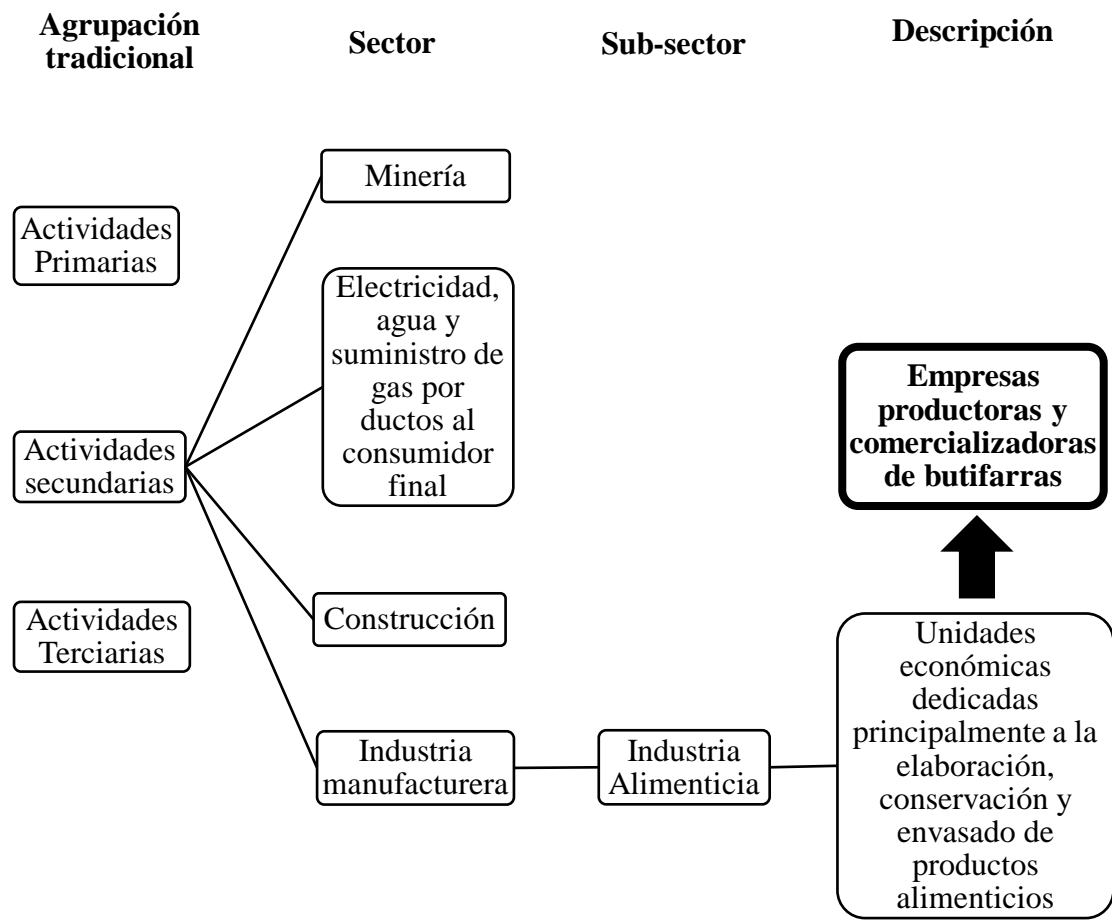 Agrupación
tradicional
Sector
Sub-sector
Descripción
Actividades
Primarias
Actividades
secundarias
Actividades
Terciarias
Minería
Electricidad,
agua y
suministro de
gas por
ductos al
consumidor
final
Construcción
Industria
manufacturera
Industria
Alimenticia
Empresas
productoras y
comercializadoras
de butifarras
Unidades
económicas
dedicadas
principalmente a la
elaboración,
conservación y
envasado de
productos
alimenticios